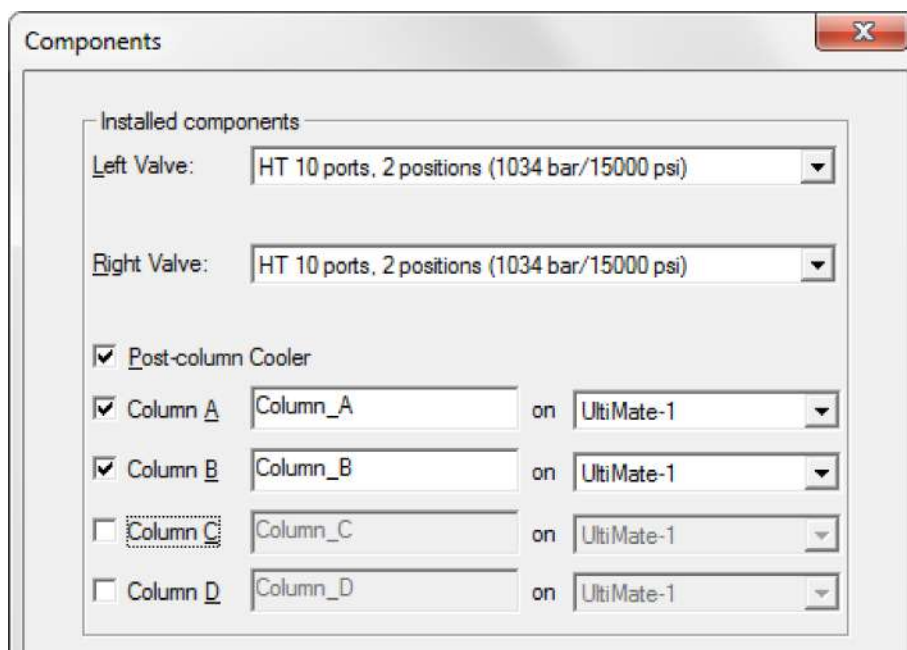 Components
Installed components
Left Valve: HT 10 ports, 2 positions (1034 bar/15000 psi)
Right Valve: HT 10 ports, 2 positions (1034 bar/15000 psi)
Post-column Cooler
Column A Column_A on UltiMate-1
Column B Column_B on UltiMate-1
Column C Column_C on UltiMate-1
Column D Column_D on UltiMate-1